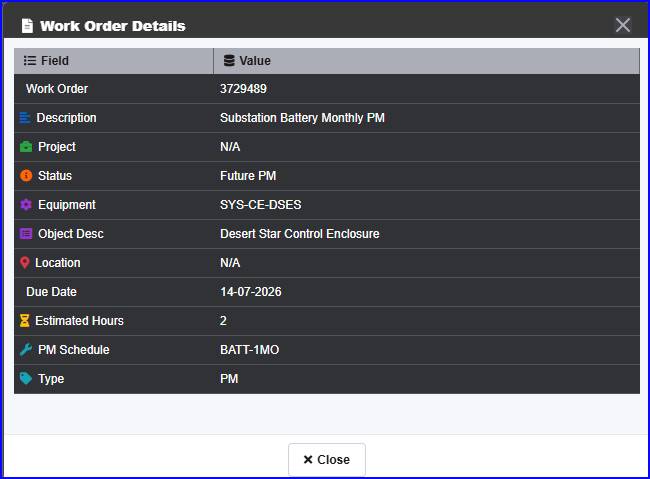 Work Order Details
Field Value
Work Order 3729489
Description Substation Battery Monthly PM
Project N/A
Status Future PM
Equipment SYS-CE-DSES
Object Desc Desert Star Control Enclosure
Location N/A
Due Date 14-07-2026
Estimated Hours 2
PM Schedule BATT-1MO
Type PM
Close